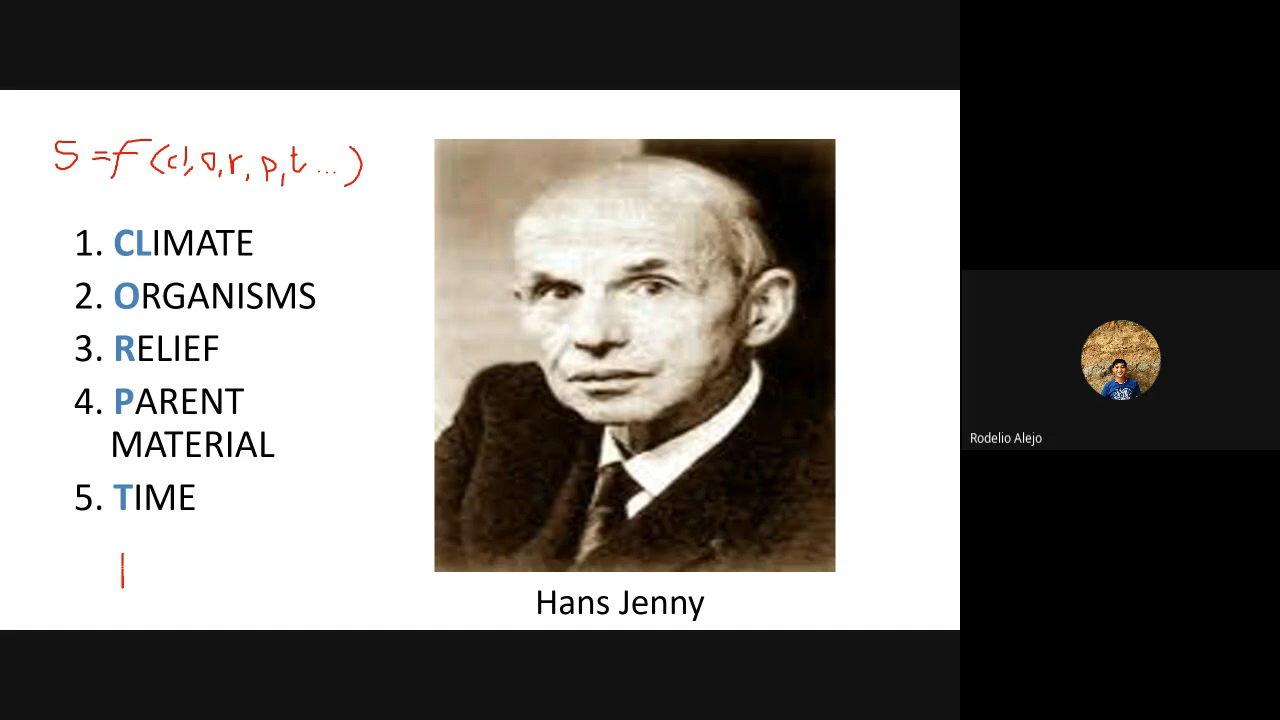 S = f (cl, o, r, p, t ... )
1. CLIMATE
2. ORGANISMS
3. RELIEF
4. PARENT
MATERIAL
5. TIME
Hans Jenny
Rodelio Alejo